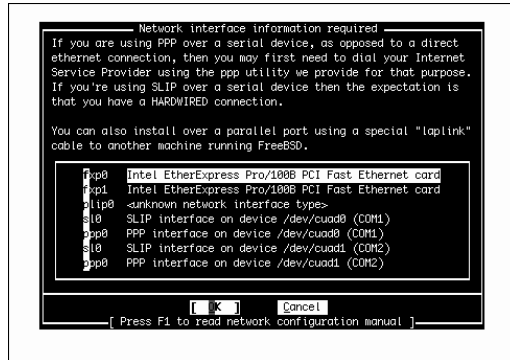 Network interface information required
If you are using PPP over a serial device, as opposed to a direct
ethernet connection, then you may first need to dial your Internet
Service Provider using the ppp utility we provide for that purpose.
If you're using SLIP over a serial device then the expectation is
that you have a HARDWIRED connection.
You can also install over a parallel port using a special "laplink"
cable to another machine running FreeBSD.
fxp0 Intel EtherExpress Pro/100B PCI Fast Ethernet card
fxp1 Intel EtherExpress Pro/100B PCI Fast Ethernet card
plip0 <unknown network interface type>
sl0 SLIP interface on device /dev/cuad0 (COM1)
ppp0 PPP interface on device /dev/cuad0 (COM1)
sl0 SLIP interface on device /dev/cuad1 (COM2)
ppp0 PPP interface on device /dev/cuad1 (COM2)
[ OK ] Cancel
[ Press F1 to read network configuration manual ]